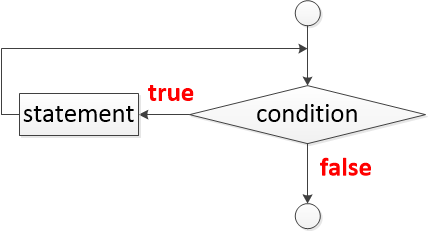 true
statement
condition
false